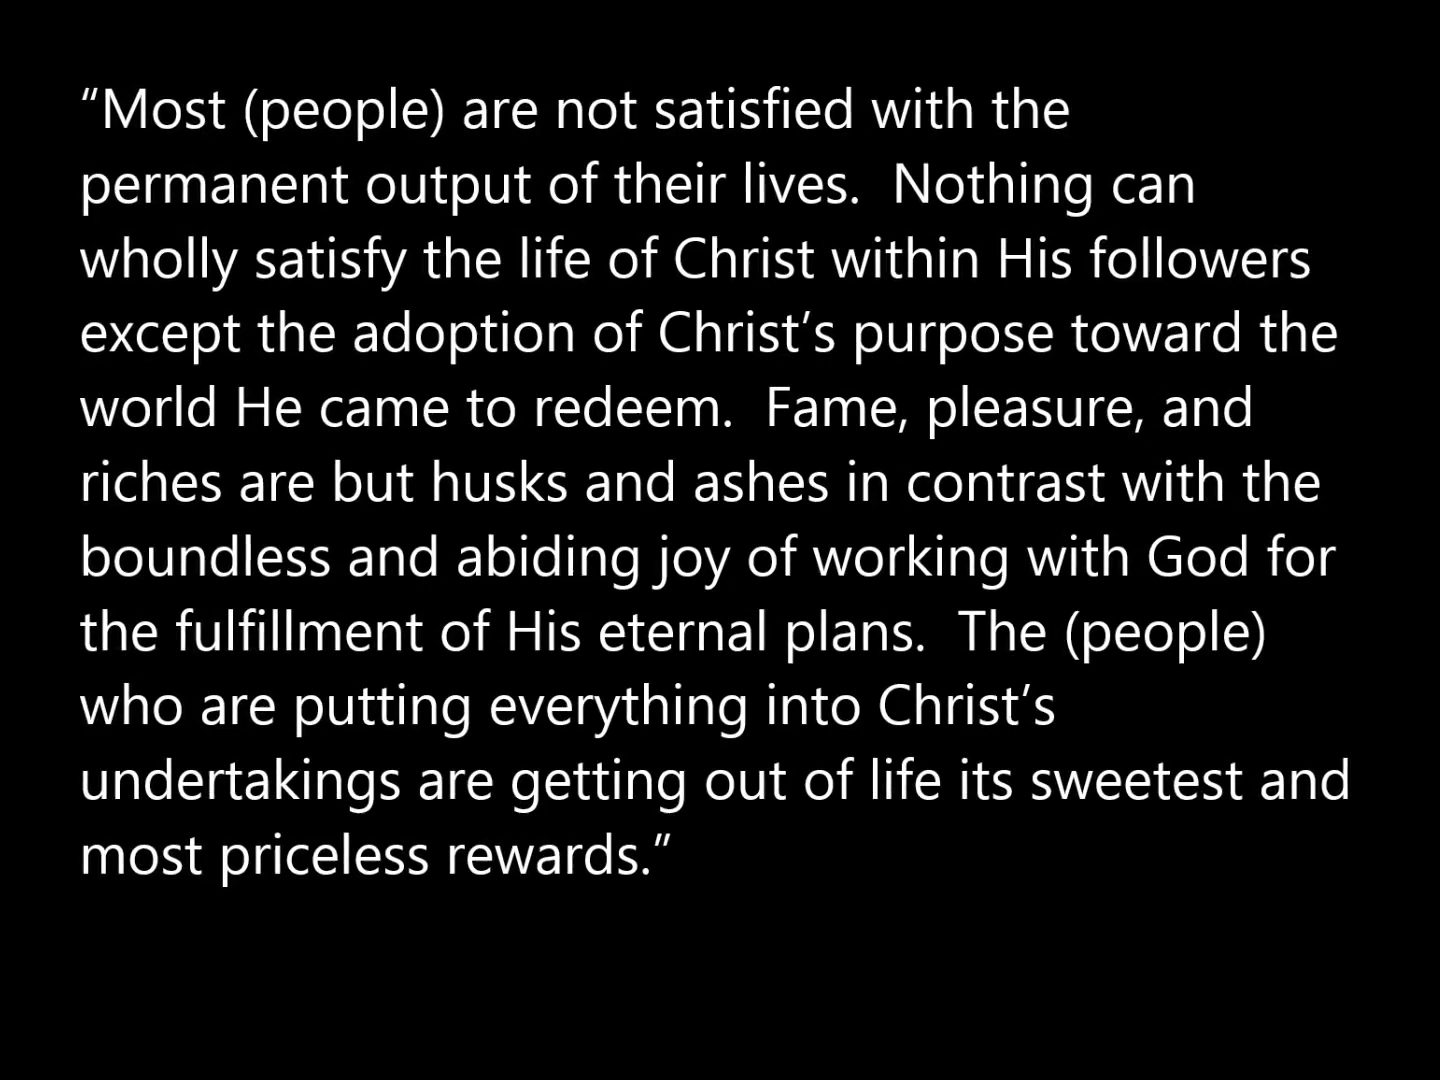 “Most (people) are not satisfied with the
permanent output of their lives.  Nothing can
wholly satisfy the life of Christ within His followers
except the adoption of Christ’s purpose toward the
world He came to redeem.  Fame, pleasure, and
riches are but husks and ashes in contrast with the
boundless and abiding joy of working with God for
the fulfillment of His eternal plans.  The (people)
who are putting everything into Christ’s
undertakings are getting out of life its sweetest and
most priceless rewards.”